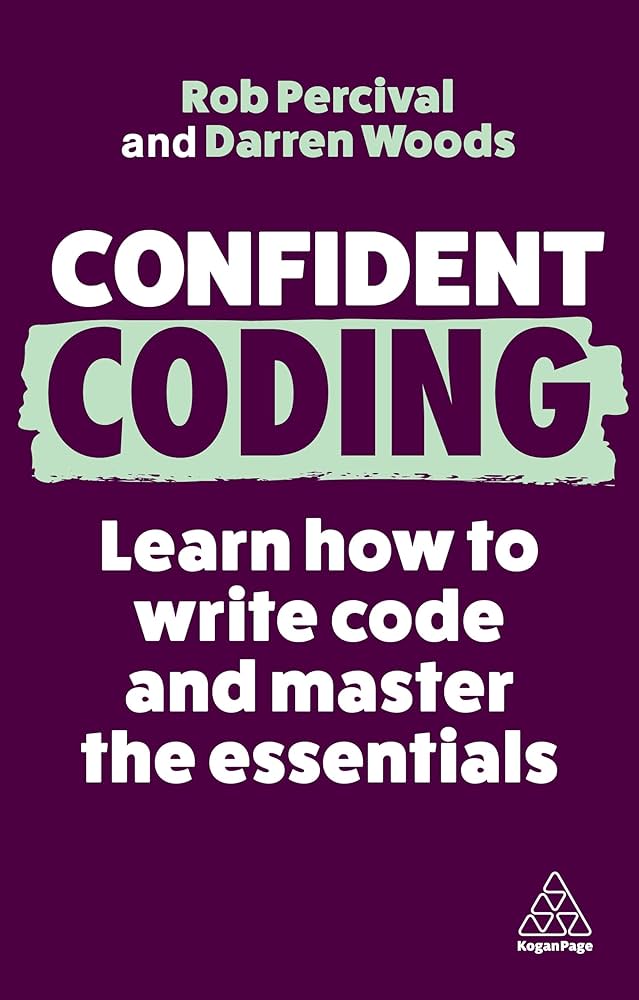 Rob Percival
and Darren Woods
CONFIDENT
CODING
Learn how to
write code
and master
the essentials
KoganPage